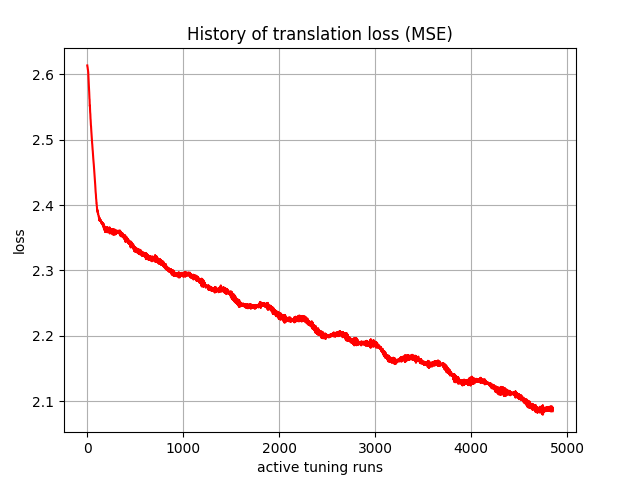 History of translation loss (MSE)
2.6
2.5
2.4
2.3
2.2
2.1
loss
0 1000 2000 3000 4000 5000
active tuning runs